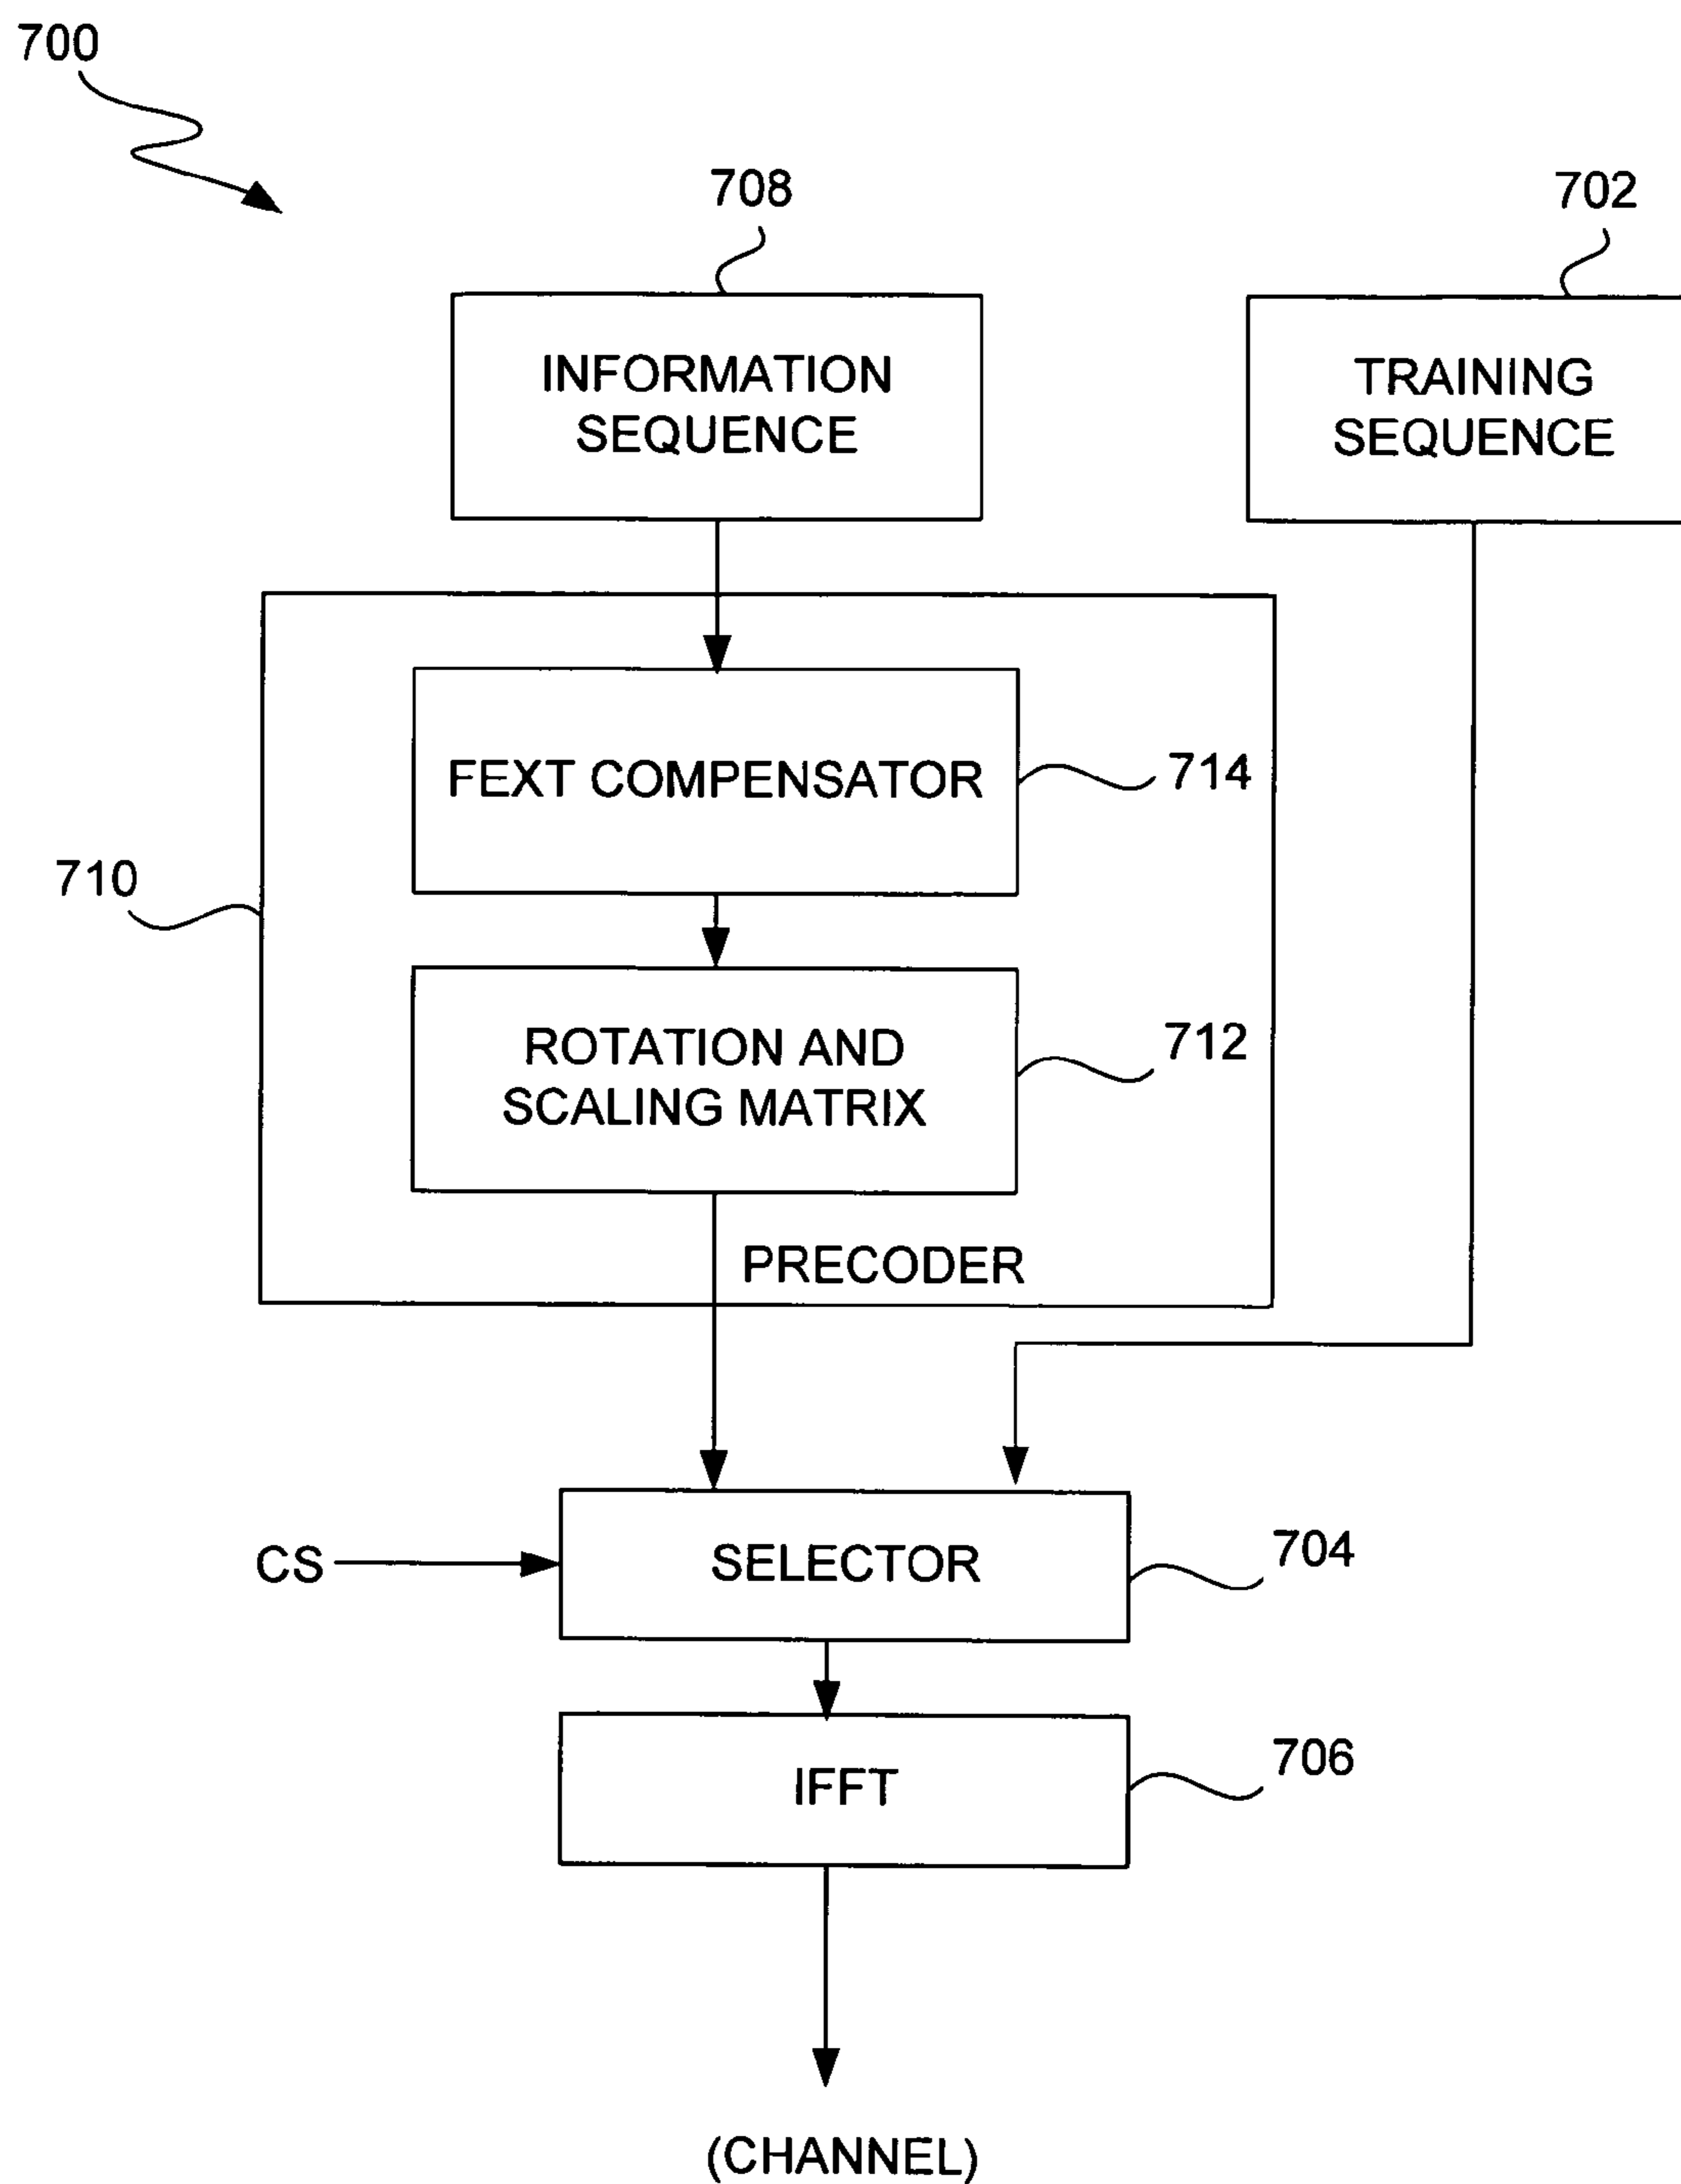 700
708
702
INFORMATION
SEQUENCE
TRAINING
SEQUENCE
FEXT COMPENSATOR
714
710
ROTATION AND
SCALING MATRIX
712
PRECODER
CS
SELECTOR
704
IFFT
706
(CHANNEL)